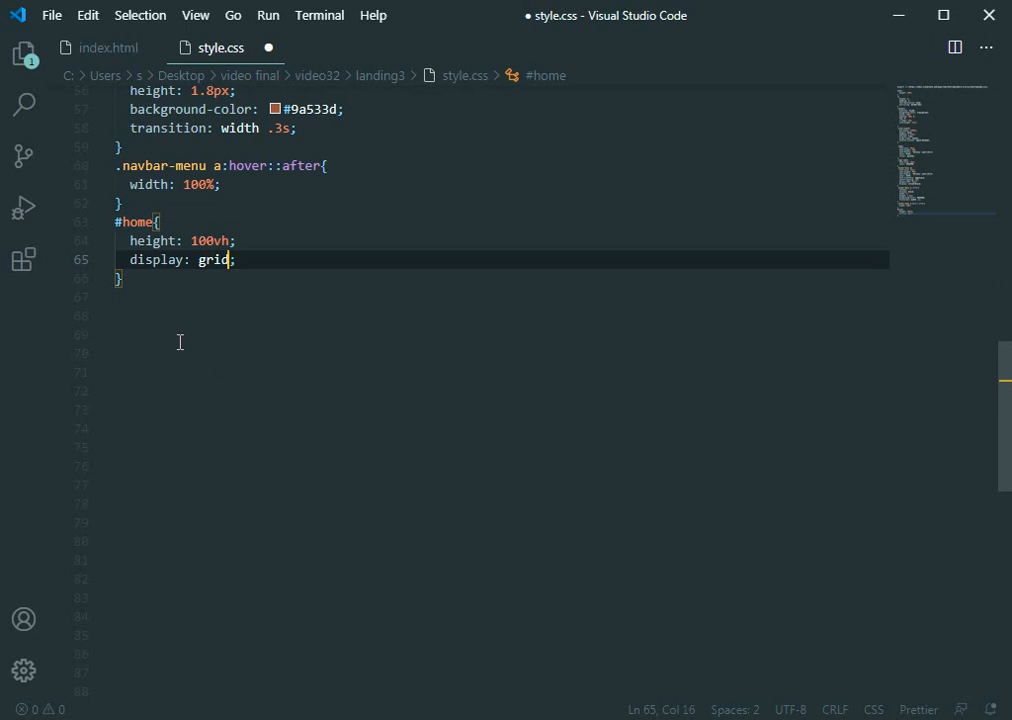 File Edit Selection View Go Run Terminal Help ● style.css - Visual Studio Code
index.html style.css
C: > Users > s > Desktop > video final > video32 > landing3 > style.css > #home
56 height: 1.8px;
57 background-color: #9a533d;
58 transition: width .3s;
59 }
60 .navbar-menu a:hover::after{
61 width: 100%;
62 }
63 #home{
64 height: 100vh;
65 display: grid;
66 }
67
68
69
70
71
72
73
74
75
76
77
78
79
80
81
82
83
84
85
86
87
88
1
0 0 Ln 65, Col 16 Spaces: 2 UTF-8 CRLF CSS Prettier